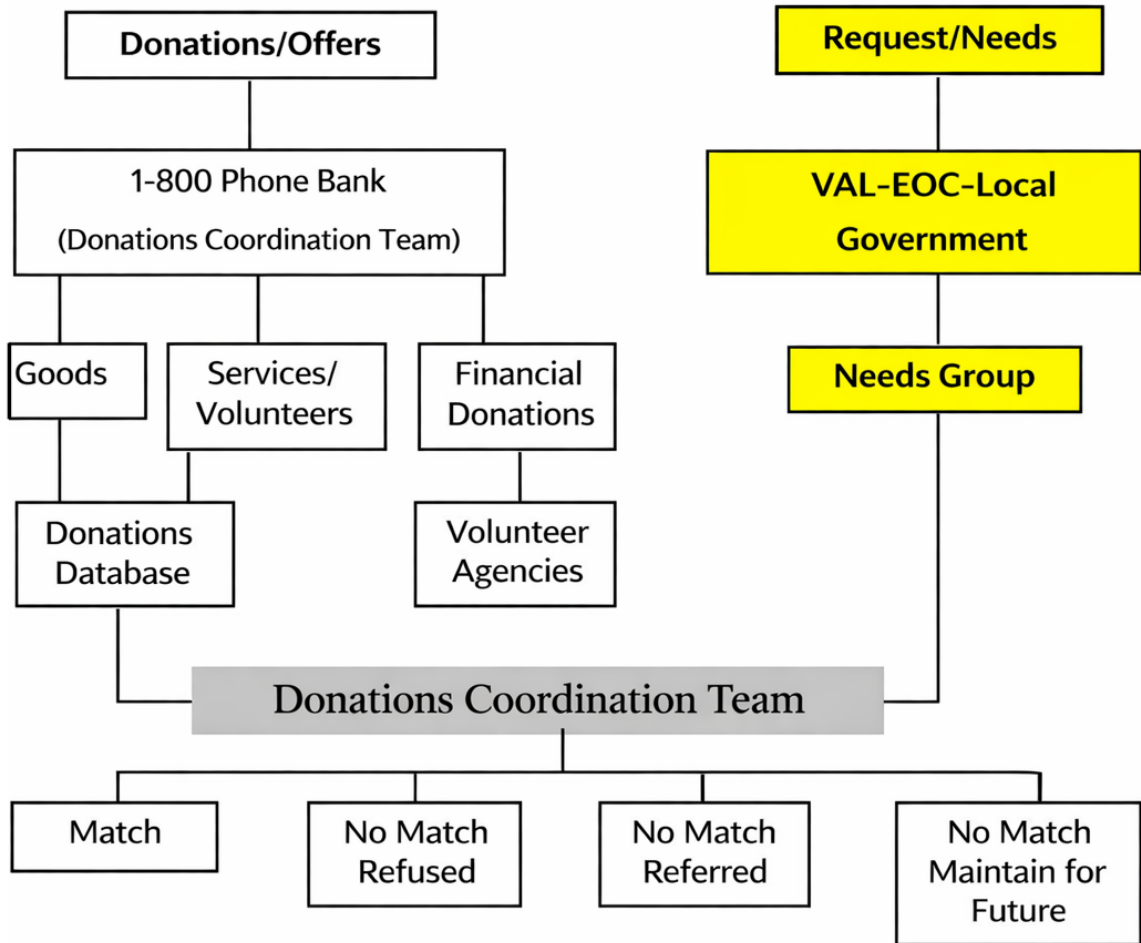 Donations/Offers
Request/Needs
1-800 Phone Bank
(Donations Coordination Team)
VAL-EOC-Local
Government
Goods
Services/
Volunteers
Financial
Donations
Needs Group
Donations
Database
Volunteer
Agencies
Donations Coordination Team
Match
No Match
Refused
No Match
Referred
No Match
Maintain for
Future